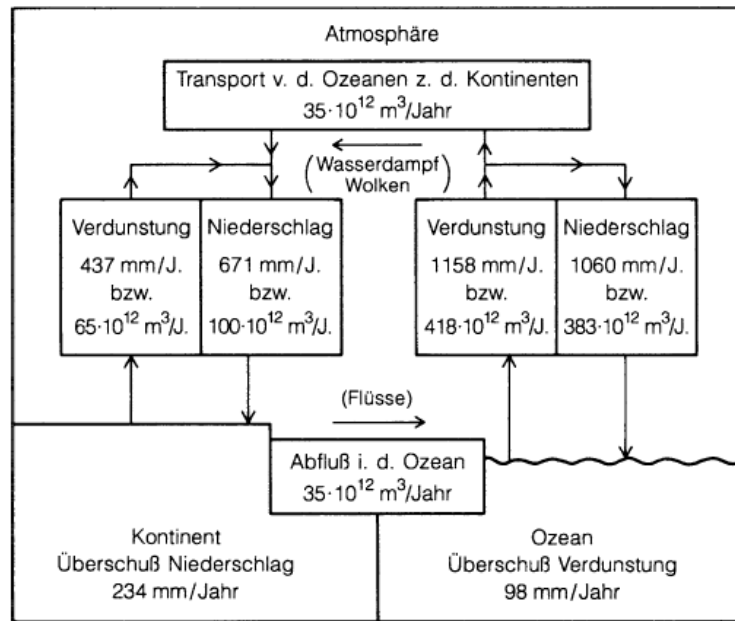 Atmosphäre
Transport v. d. Ozeanen z. d. Kontinenten
35·10¹² m³/Jahr
(Wasserdampf
Wolken)
Verdunstung
437 mm/J.
bzw.
65·10¹² m³/J.
Niederschlag
671 mm/J.
bzw.
100·10¹² m³/J.
Verdunstung
1158 mm/J.
bzw.
418·10¹² m³/J.
Niederschlag
1060 mm/J.
bzw.
383·10¹² m³/J.
(Flüsse)
Abfluß i. d. Ozean
35·10¹² m³/Jahr
Kontinent
Überschuß Niederschlag
234 mm/Jahr
Ozean
Überschuß Verdunstung
98 mm/Jahr